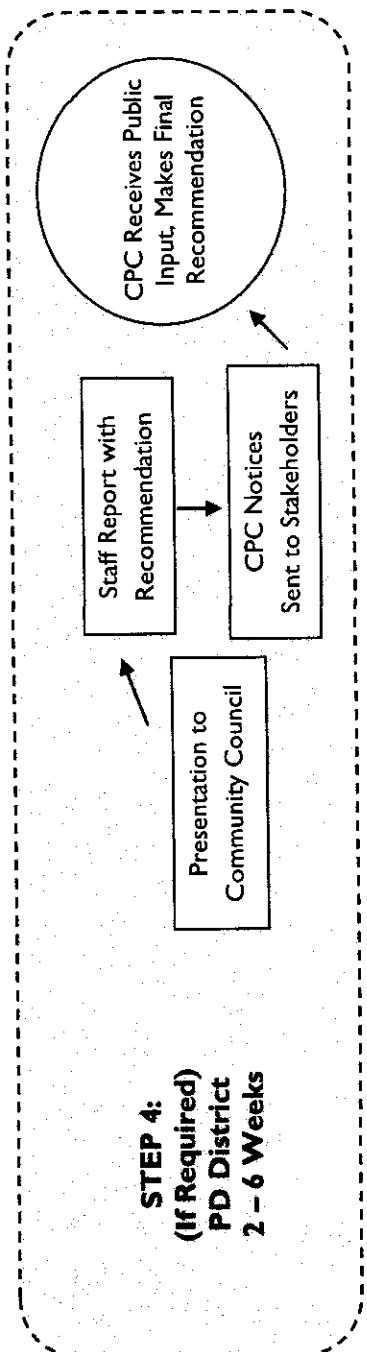 STEP 4:
(If Required)
PD District
2 – 6 Weeks
Presentation to
Community Council
Staff Report with
Recommendation
CPC Notices
Sent to Stakeholders
CPC Receives Public
Input, Makes Final
Recommendation